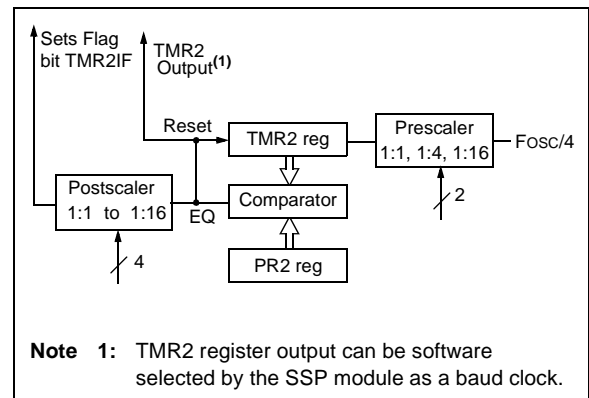 Sets Flag
bit TMR2IF
TMR2
Output(1)
Reset
TMR2 reg
Prescaler
1:1, 1:4, 1:16
FOSC/4
2
Postscaler
1:1 to 1:16
EQ
Comparator
4
PR2 reg
Note 1: TMR2 register output can be software
selected by the SSP module as a baud clock.